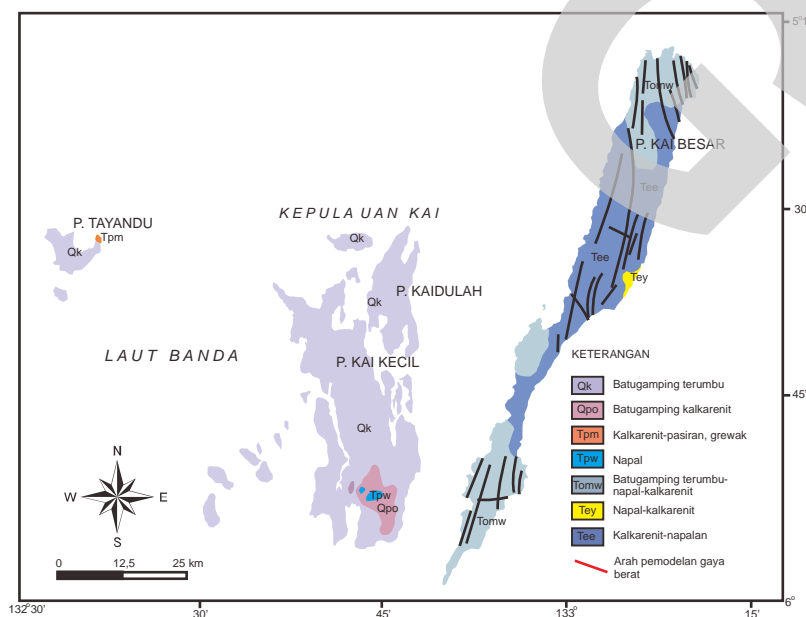 5°1
Tomw
P. KAI BESAR
Tee
30
KEPULAUAN KAI
P. TAYANDU
Tpm
Qk
Qk
Tee
Tey
P. KAIDULAH
Qk
LAUT BANDA
P. KAI KECIL
Qk
Tpw
Qpo
Tomw
KETERANGAN
Qk Batugamping terumbu
Qpo Batugamping kalkarenit
Tpm Kalkarenit-pasiran, grewak
Tpw Napal
Tomw Batugamping terumbu-
napal-kalkarenit
Tey Napal-kalkarenit
Tee Kalkarenit-napalan
Arah pemodelan gaya
berat
45'
N
W E
S
0 12,5 25 km
6°
132°30'
30'
45'
133°
15'